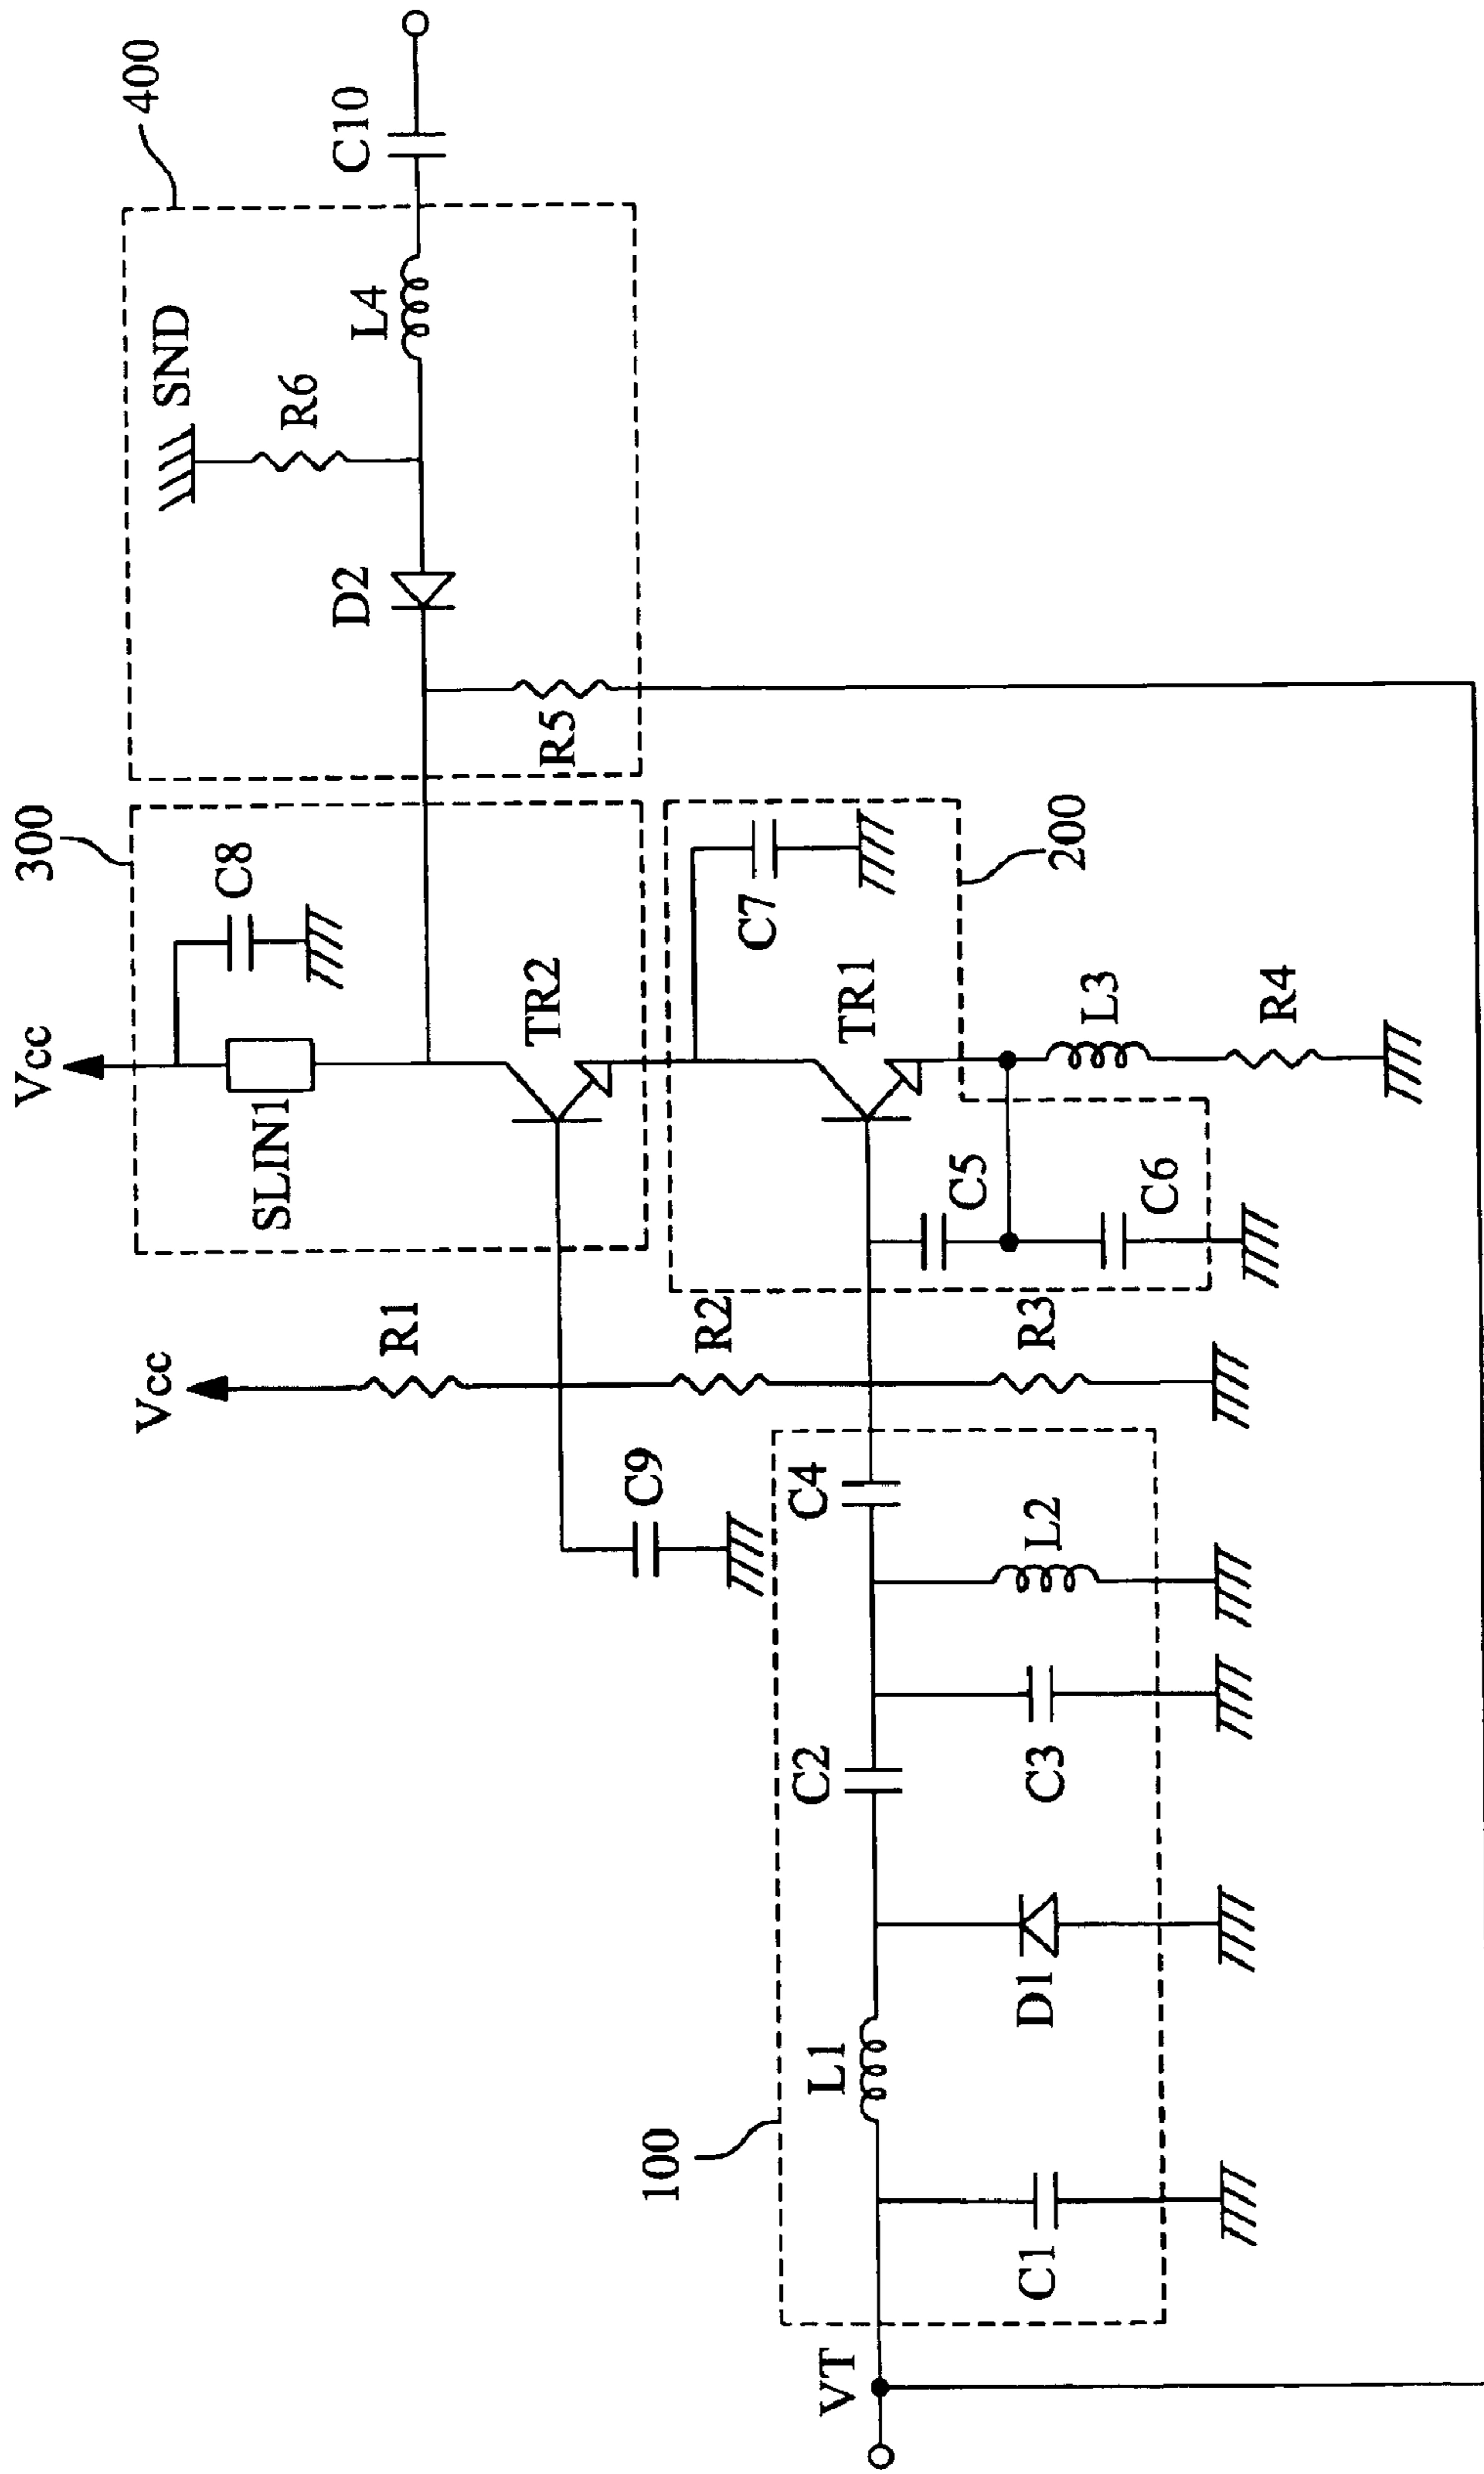 400
300
Vcc
SND
C10
C8
L4
R6
D2
SLIN1
TR2
R5
Vcc
R1
C9
R2
C7
TR1
200
C5
L3
C6
R4
R3
100
C4
C2
L1
L2
C3
D1
C1
VT